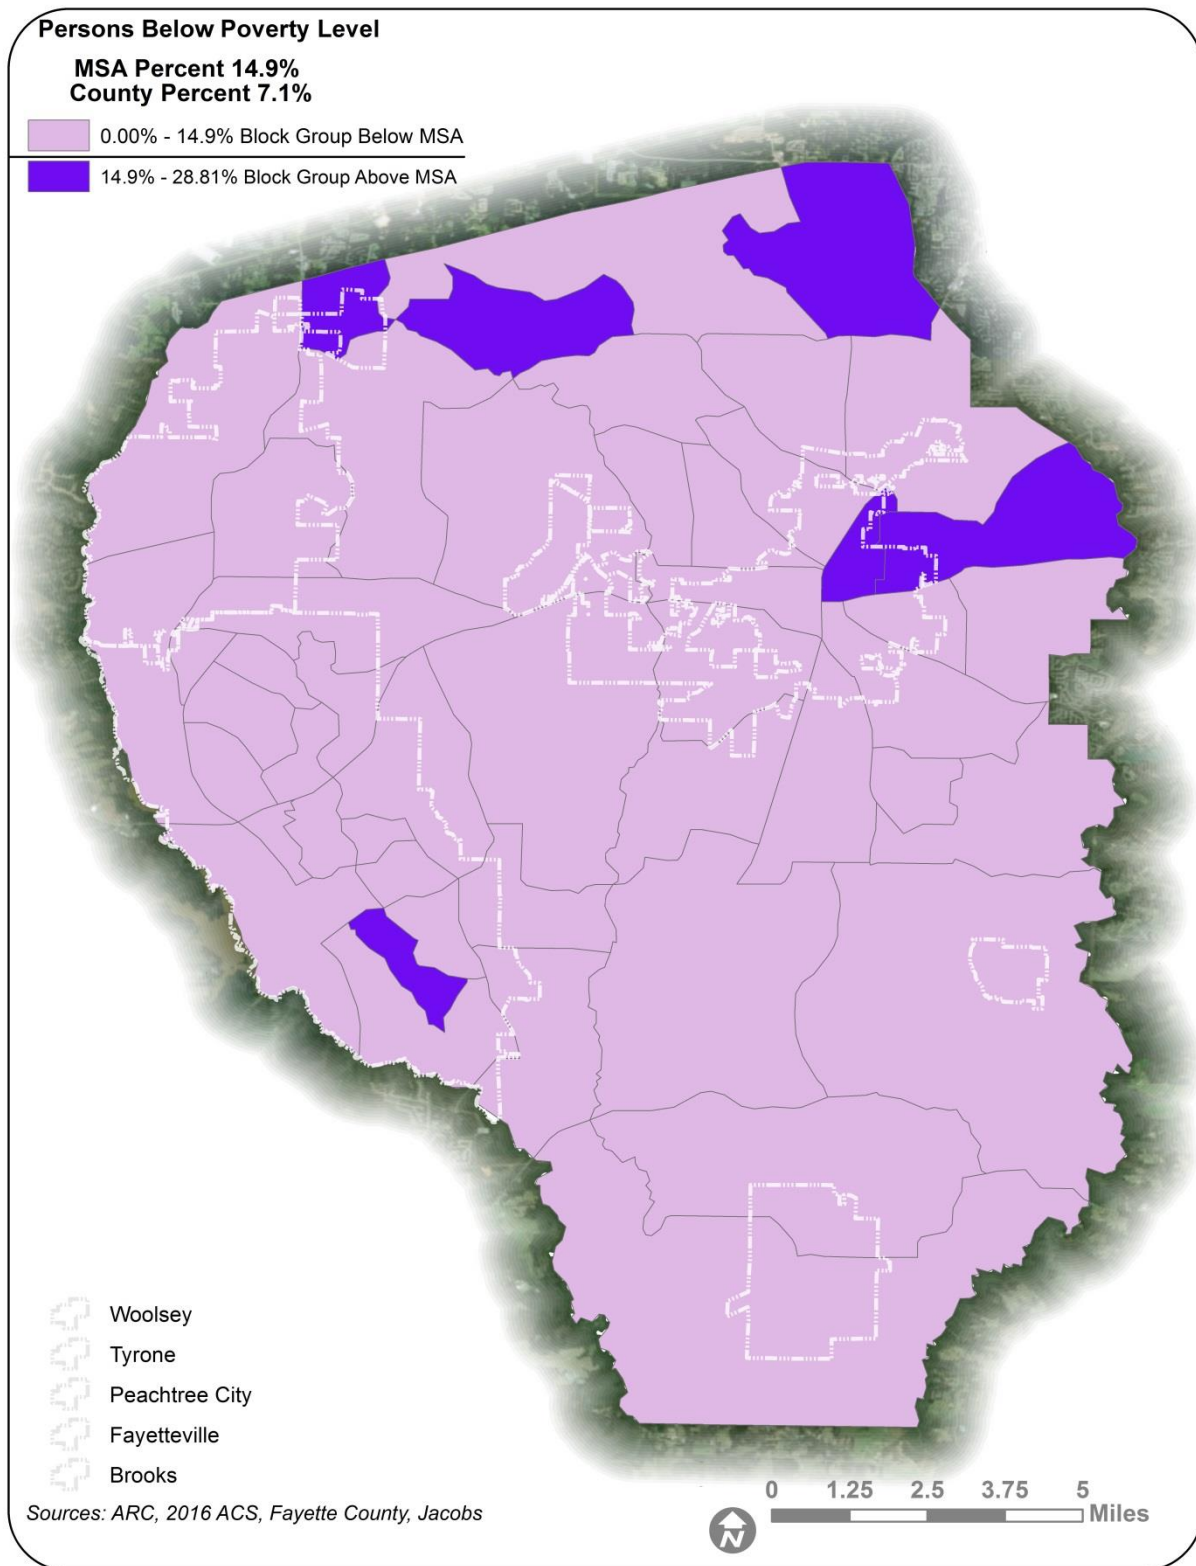 Persons Below Poverty Level
MSA Percent 14.9%
County Percent 7.1%
0.00% - 14.9% Block Group Below MSA
14.9% - 28.81% Block Group Above MSA
Woolsey
Tyrone
Peachtree City
Fayetteville
Brooks
Sources: ARC, 2016 ACS, Fayette County, Jacobs
N
0 1.25 2.5 3.75 5
Miles